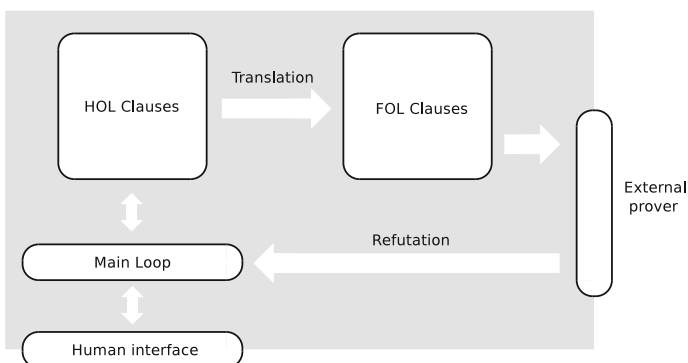 HOL Clauses
Translation
FOL Clauses
External
prover
Refutation
Main Loop
Human interface